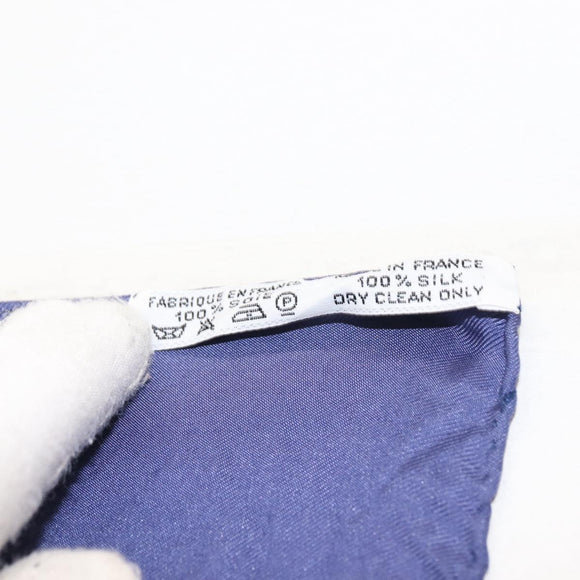 FABRIQUE EN FRANCE
100 % SOIE
P
IN FRANCE
100 % SILK
DRY CLEAN ONLY